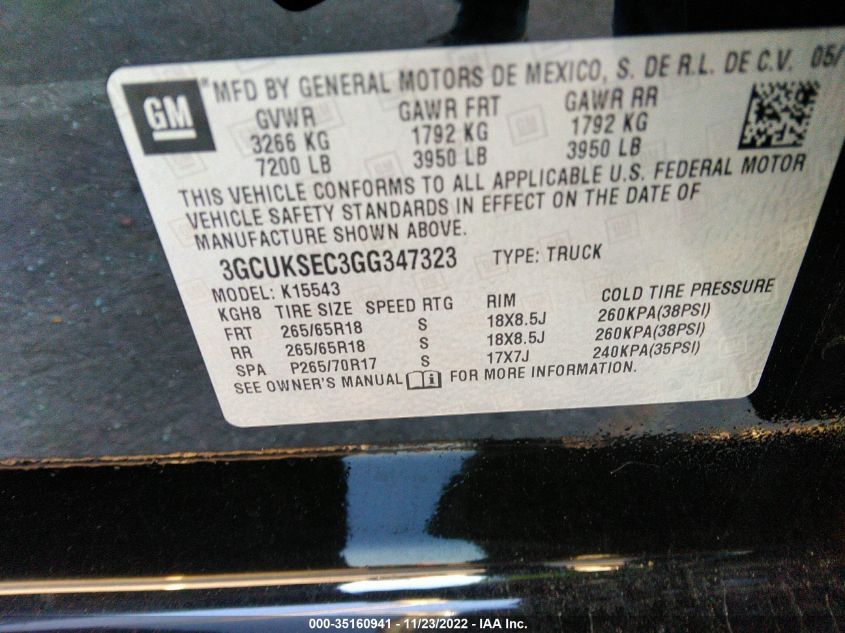 GM
MFD BY GENERAL MOTORS DE MEXICO, S. DE R.L. DE C.V. 05/
GVWR GAWR FRT GAWR RR
3266 KG 1792 KG 1792 KG
7200 LB 3950 LB 3950 LB
THIS VEHICLE CONFORMS TO ALL APPLICABLE U.S. FEDERAL MOTOR
VEHICLE SAFETY STANDARDS IN EFFECT ON THE DATE OF
MANUFACTURE SHOWN ABOVE.
3GCUKSEC3GG347323 TYPE: TRUCK
MODEL: K15543
KGH8 TIRE SIZE SPEED RTG RIM COLD TIRE PRESSURE
FRT 265/65R18 S 18X8.5J 260KPA(38PSI)
RR 265/65R18 S 18X8.5J 260KPA(38PSI)
SPA P265/70R17 S 17X7J 240KPA(35PSI)
SEE OWNER'S MANUAL FOR MORE INFORMATION.
000-35160941 - 11/23/2022 - IAA Inc.